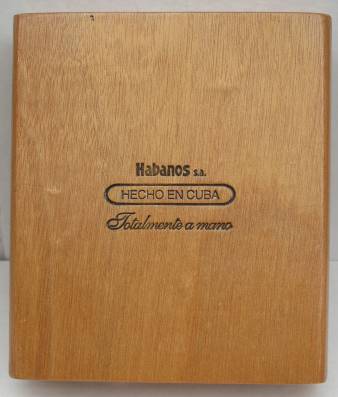 Habanos s.a.
HECHO EN CUBA
Totalmente a mano